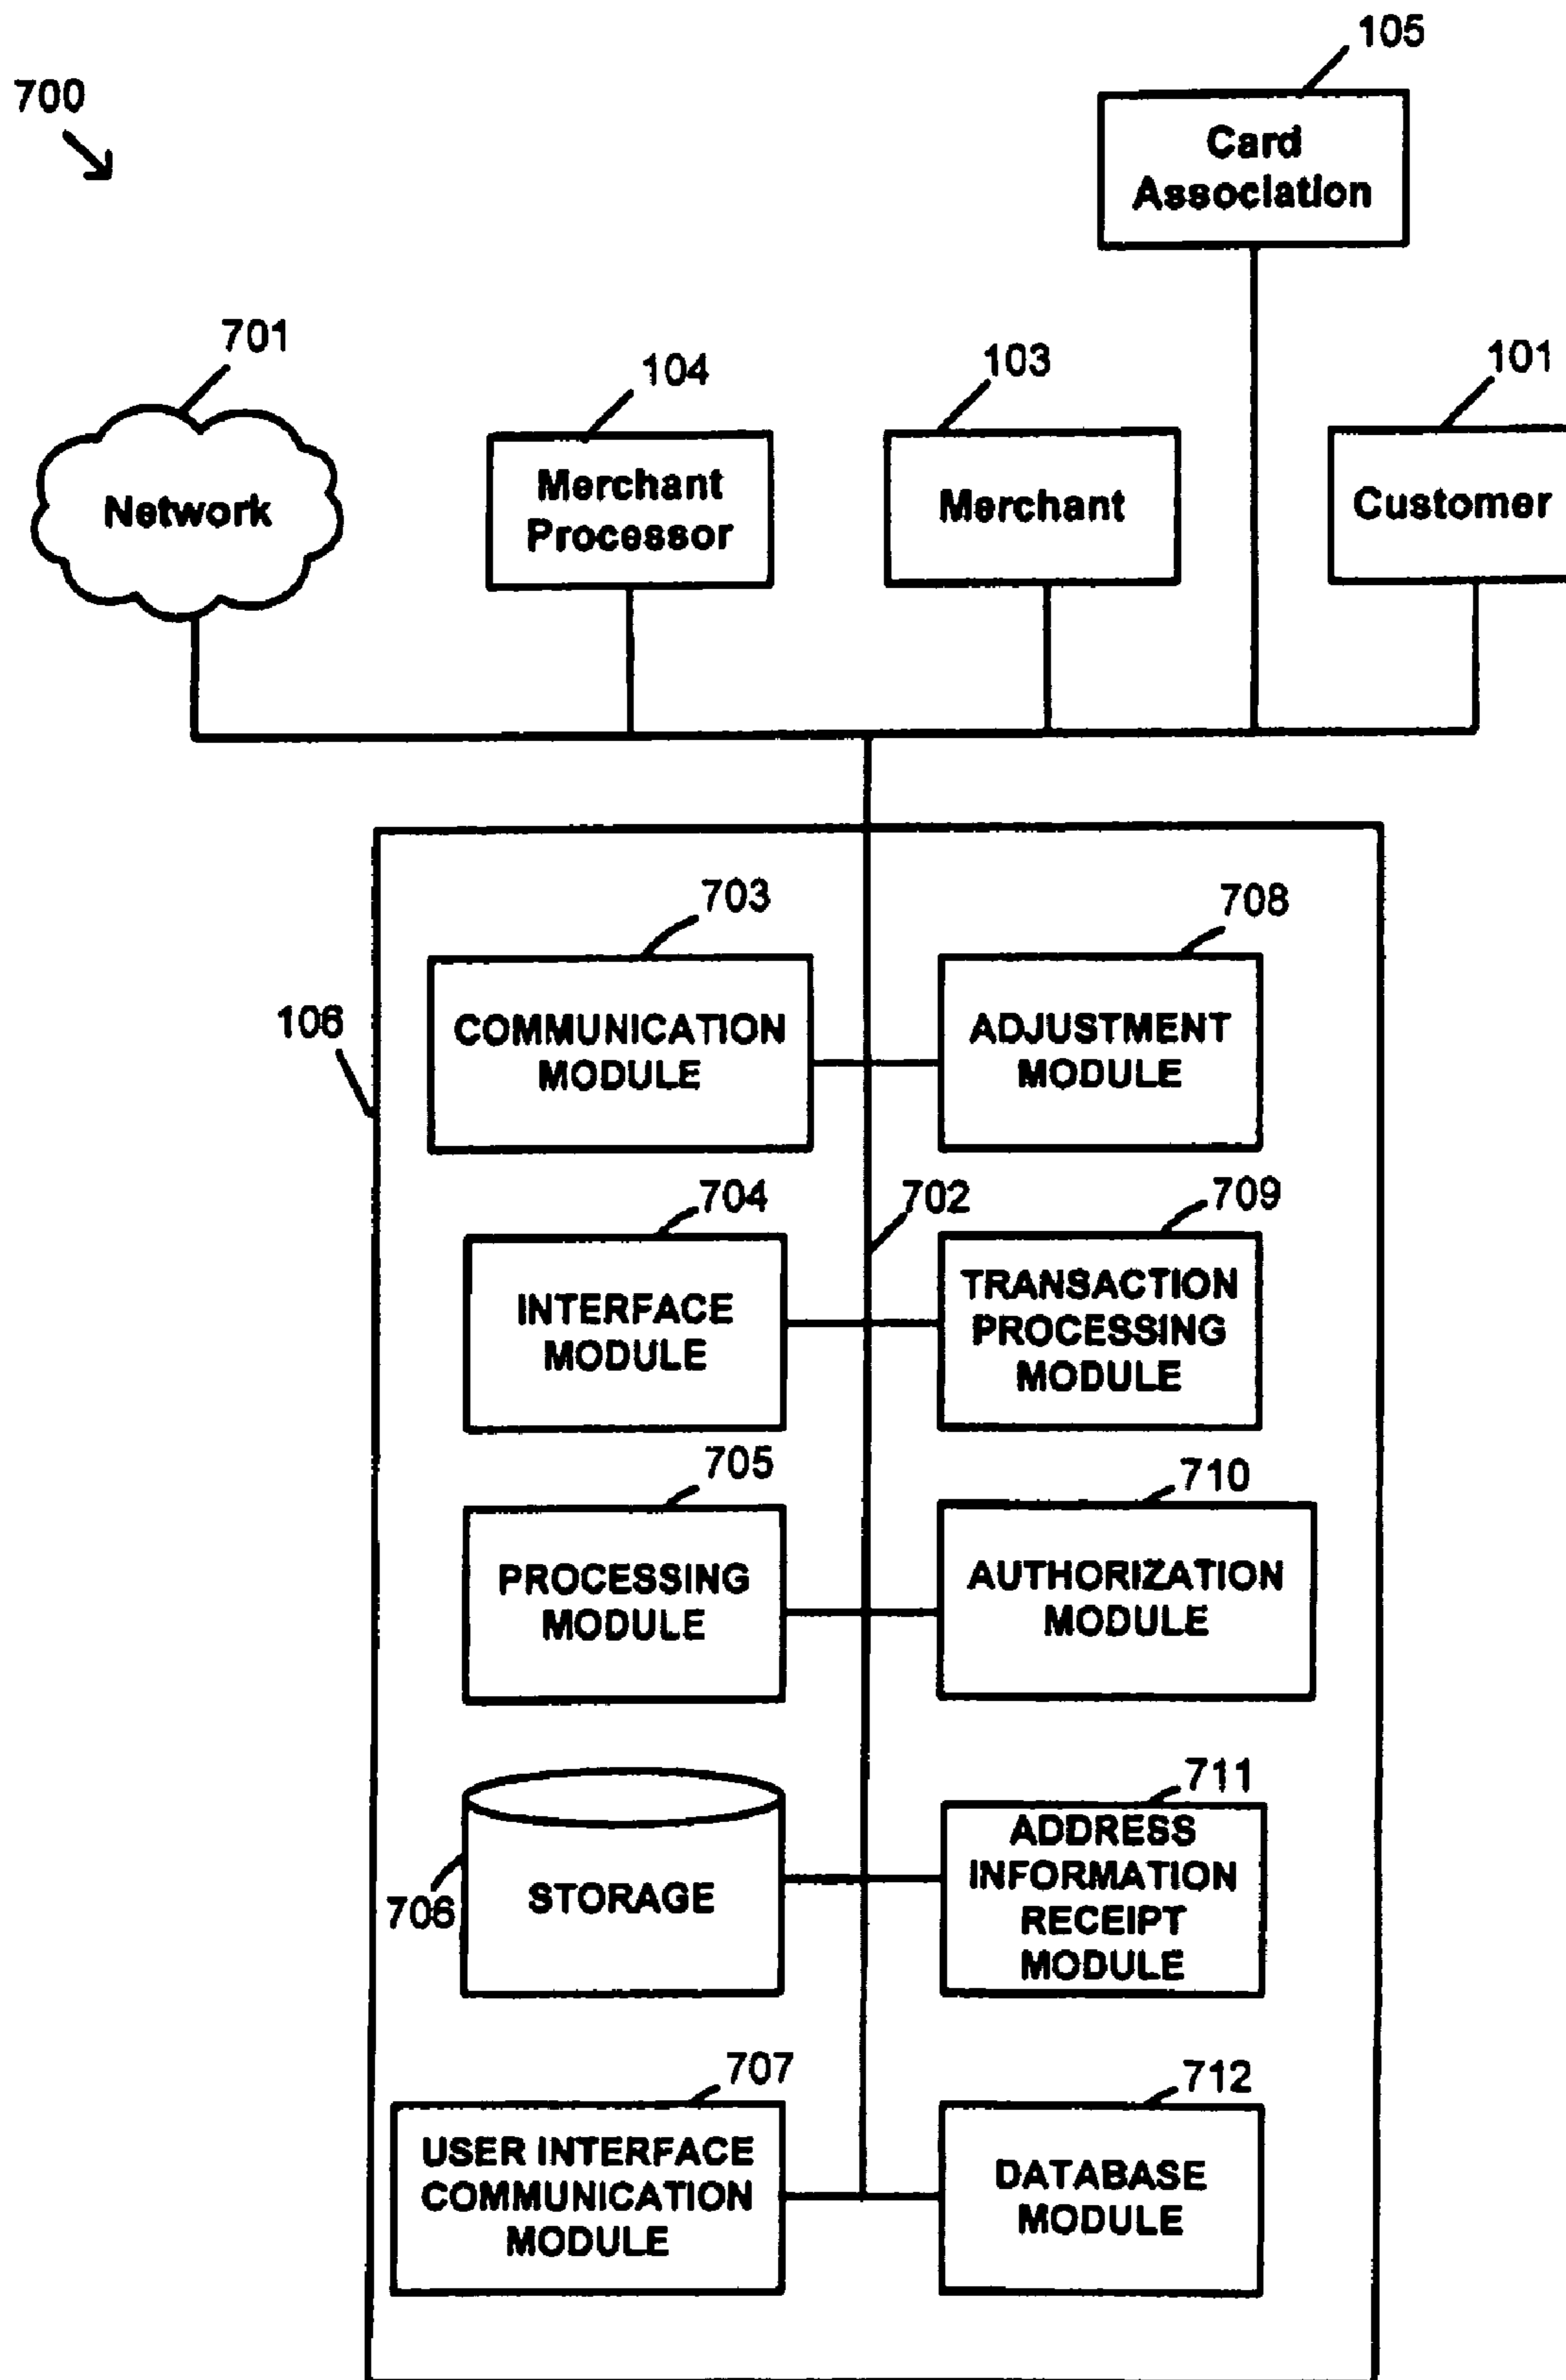 105
700
Card
Association
701
104
103
101
Network
Merchant
Processor
Merchant
Customer
703
708
106
COMMUNICATION
MODULE
ADJUSTMENT
MODULE
704
702
709
INTERFACE
MODULE
TRANSACTION
PROCESSING
MODULE
705
710
PROCESSING
MODULE
AUTHORIZATION
MODULE
711
706
STORAGE
ADDRESS
INFORMATION
RECEIPT
MODULE
707
712
USER INTERFACE
COMMUNICATION
MODULE
DATABASE
MODULE